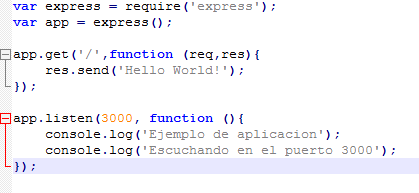 var express = require('express');
var app = express();
app.get('/',function (req,res){
res.send('Hello World!');
});
app.listen(3000, function (){
console.log('Ejemplo de aplicacion');
console.log('Escuchando en el puerto 3000');
});